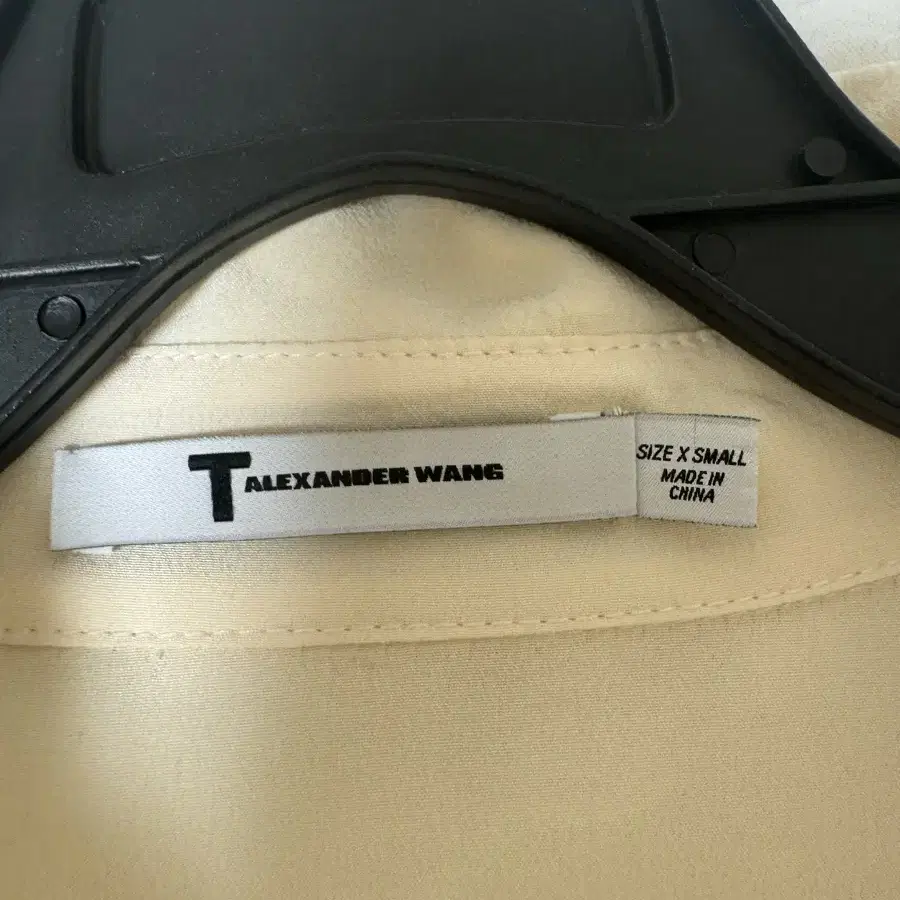 T ALEXANDER WANG
SIZE X SMALL
MADE IN
CHINA